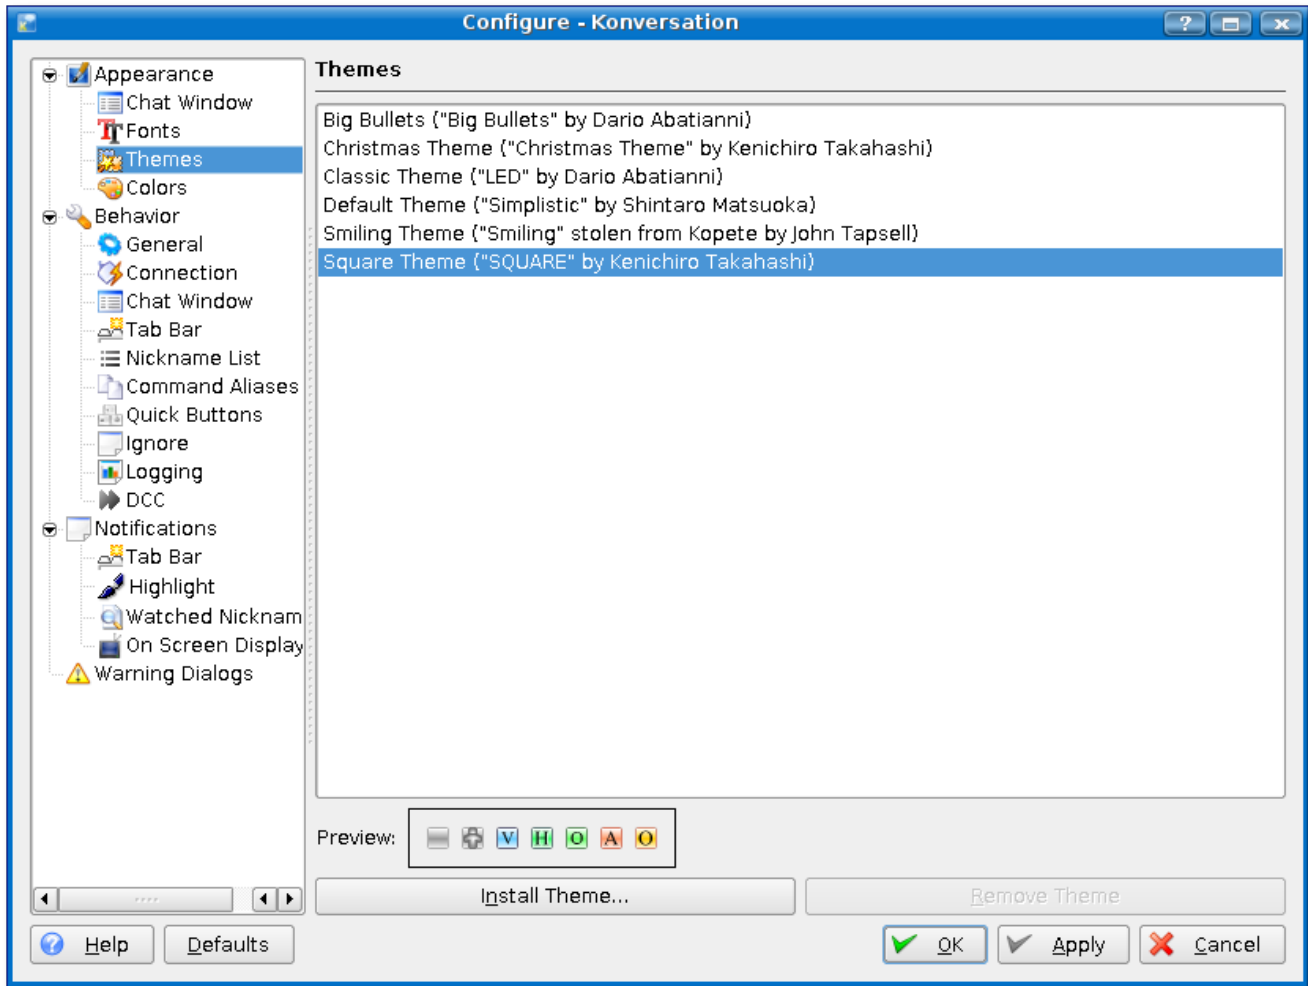 Configure - Konversation
Appearance
Chat Window
Fonts
Themes
Colors
Behavior
General
Connection
Chat Window
Tab Bar
Nickname List
Command Aliases
Quick Buttons
Ignore
Logging
DCC
Notifications
Tab Bar
Highlight
Watched Nicknam
On Screen Display
Warning Dialogs
Themes
Big Bullets ("Big Bullets" by Dario Abatianni)
Christmas Theme ("Christmas Theme" by Kenichiro Takahashi)
Classic Theme ("LED" by Dario Abatianni)
Default Theme ("Simplistic" by Shintaro Matsuoka)
Smiling Theme ("Smiling" stolen from Kopete by John Tapsell)
Square Theme ("SQUARE" by Kenichiro Takahashi)
Preview: V H O A O
Install Theme... Remove Theme
Help Defaults OK Apply Cancel